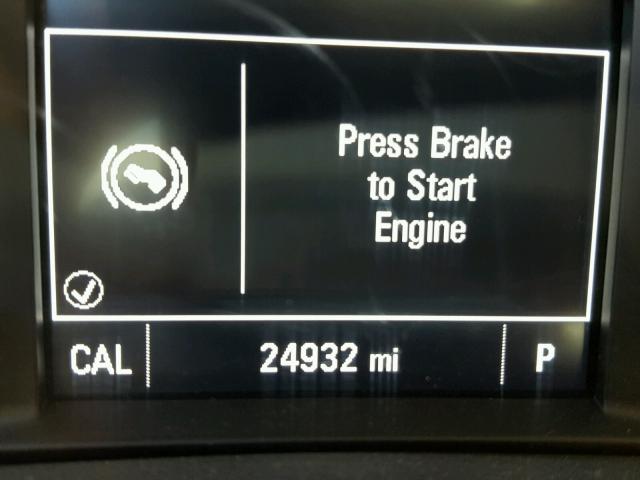 Press Brake
to Start
Engine
CAL 24932 mi P